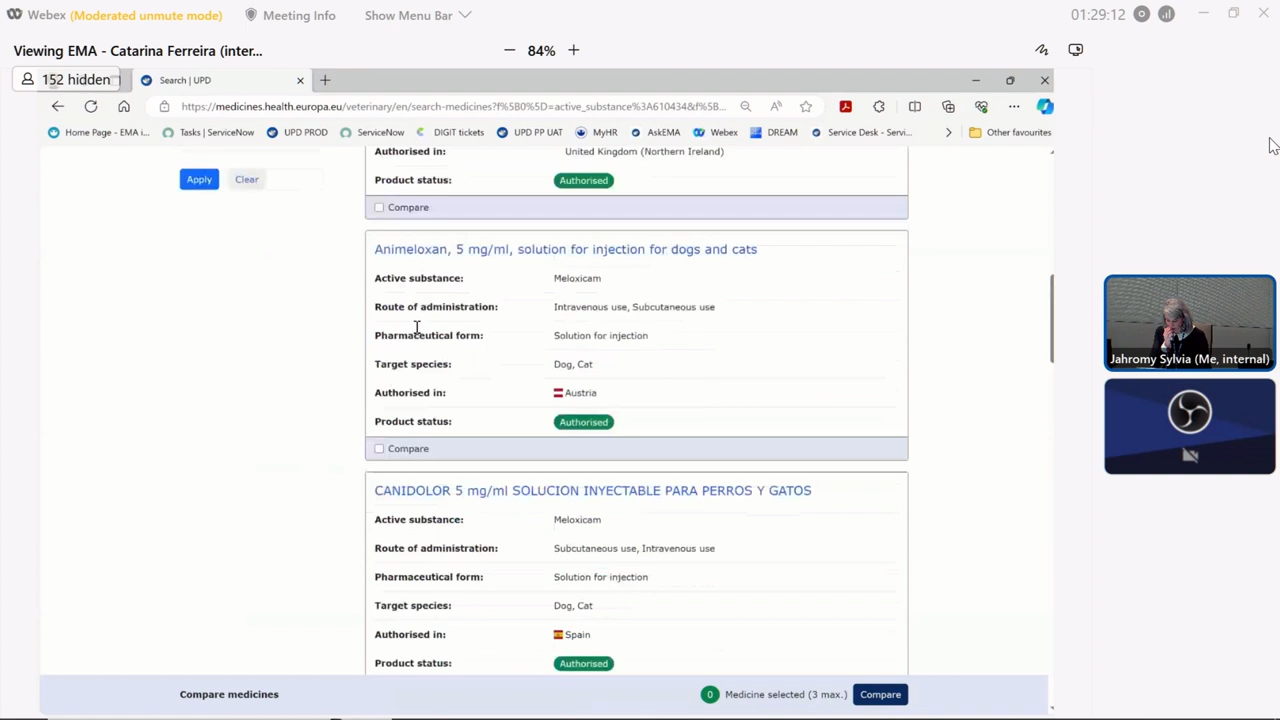 Webex (Moderated unmute mode) Meeting Info Show Menu Bar 01:29:12
Viewing EMA - Catarina Ferreira (inter... 84%
152 hidden Search | UPD
https://medicines.health.europa.eu/veterinary/en/search-medicines?f%5B0%5D=active_substance%3A610434&f%5B...
Home Page - EMA i... Tasks | ServiceNow UPD PROD ServiceNow DIGIT tickets UPD PP UAT MyHR AskEMA Webex DREAM Service Desk - Servi... Other favourites
Authorised in: United Kingdom (Northern Ireland)
Apply Clear
Product status: Authorised
Compare
Animeloxan, 5 mg/ml, solution for injection for dogs and cats
Active substance: Meloxicam
Route of administration: Intravenous use, Subcutaneous use
Pharmaceutical form: Solution for injection
Target species: Dog, Cat
Authorised in: Austria
Product status: Authorised
Compare
CANIDOLOR 5 mg/ml SOLUCION INYECTABLE PARA PERROS Y GATOS
Active substance: Meloxicam
Route of administration: Subcutaneous use, Intravenous use
Pharmaceutical form: Solution for injection
Target species: Dog, Cat
Authorised in: Spain
Product status: Authorised
Compare medicines 0 Medicine selected (3 max.) Compare
Jahromy Sylvia (Me, internal)